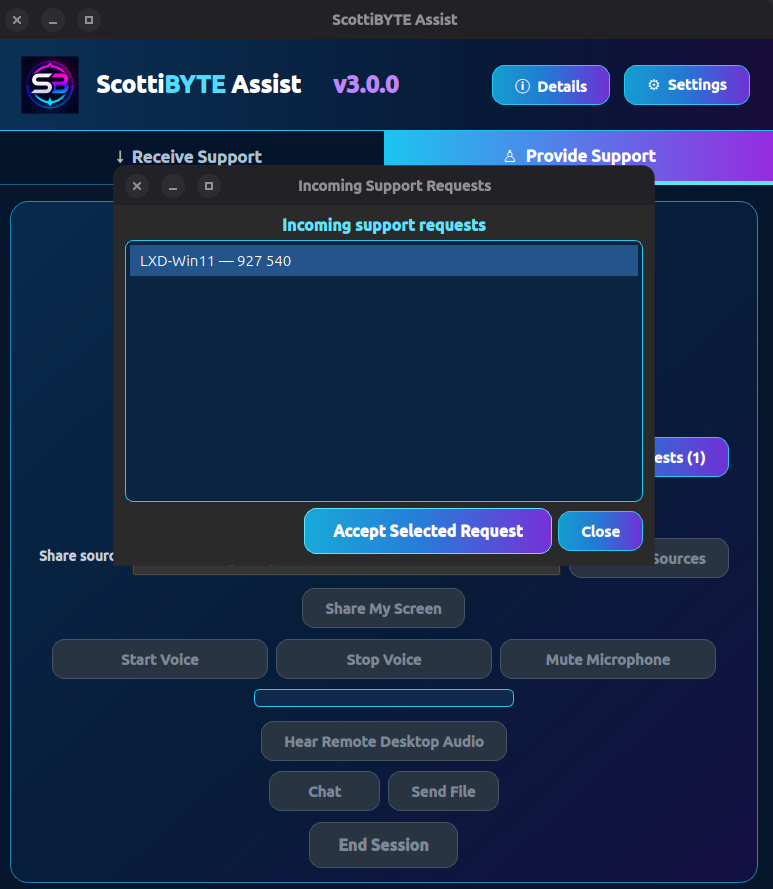 ScottiBYTE Assist
SB
ScottiBYTE Assist v3.0.0
ⓘ Details
⚙ Settings
↓ Receive Support
♙ Provide Support
Incoming Support Requests
Incoming support requests
LXD-Win11 — 927 540
ests (1)
Accept Selected Request
Close
Share sourc
Sources
Share My Screen
Start Voice
Stop Voice
Mute Microphone
Hear Remote Desktop Audio
Chat
Send File
End Session